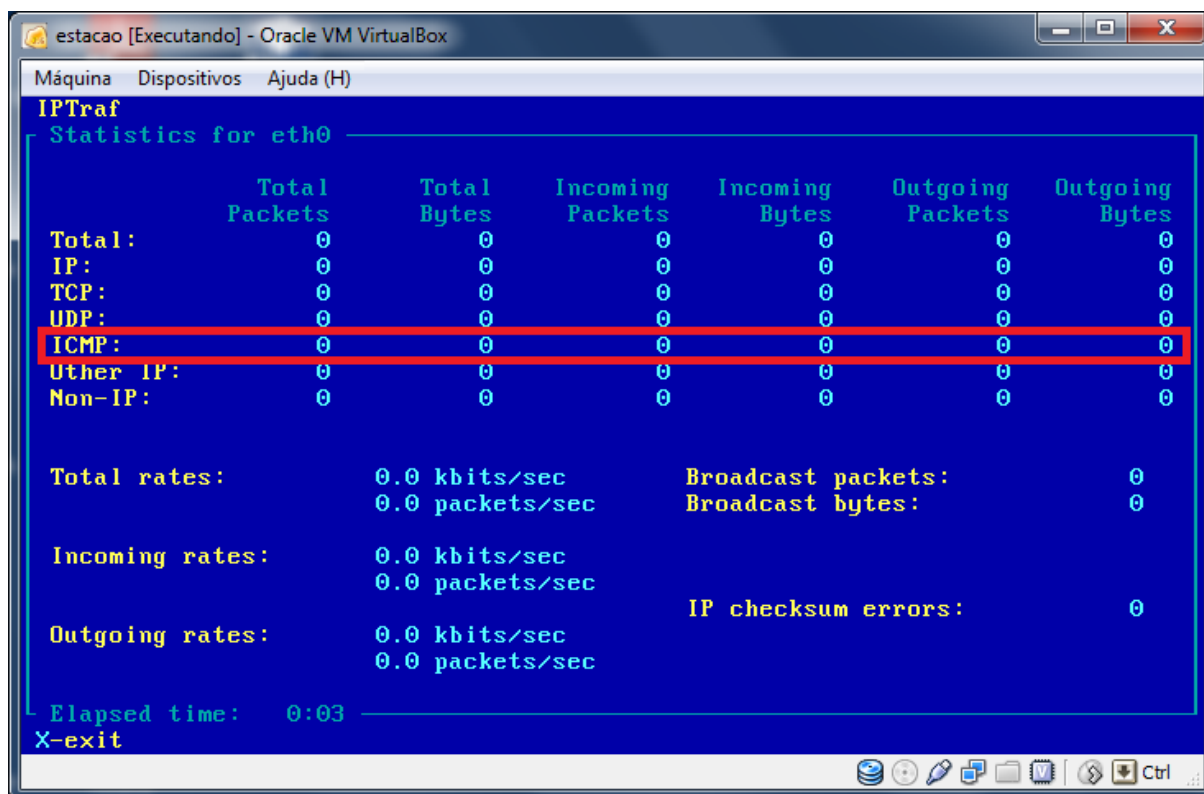 estacao [Executando] - Oracle VM VirtualBox
Máquina Dispositivos Ajuda (H)
IPTraf
Statistics for eth0
Total Total Incoming Incoming Outgoing Outgoing
Packets Bytes Packets Bytes Packets Bytes
Total: 0 0 0 0 0 0
IP: 0 0 0 0 0 0
TCP: 0 0 0 0 0 0
UDP: 0 0 0 0 0 0
ICMP: 0 0 0 0 0 0
Other IP: 0 0 0 0 0 0
Non-IP: 0 0 0 0 0 0
Total rates: 0.0 kbits/sec Broadcast packets: 0
0.0 packets/sec Broadcast bytes: 0
Incoming rates: 0.0 kbits/sec
0.0 packets/sec
IP checksum errors: 0
Outgoing rates: 0.0 kbits/sec
0.0 packets/sec
Elapsed time: 0:03
X-exit
Ctrl